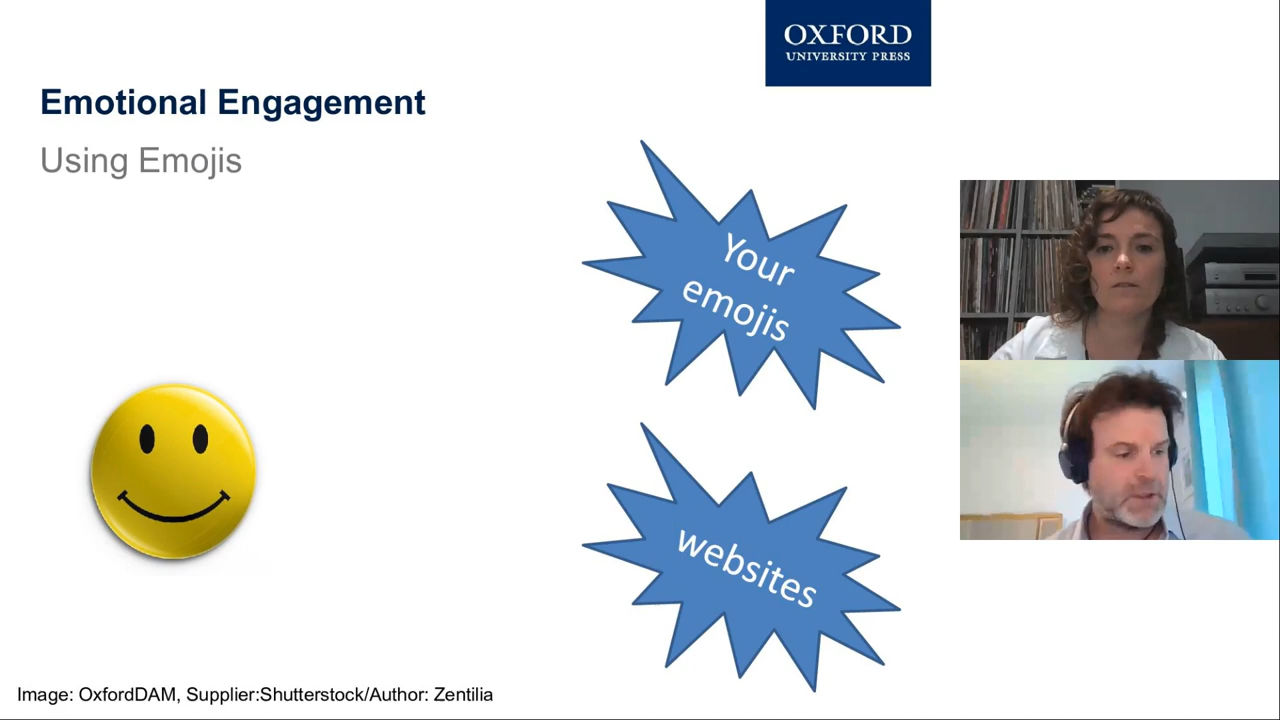 OXFORD
UNIVERSITY PRESS
Emotional Engagement
Using Emojis
Your
emojis
websites
Image: OxfordDAM, Supplier:Shutterstock/Author: Zentilia